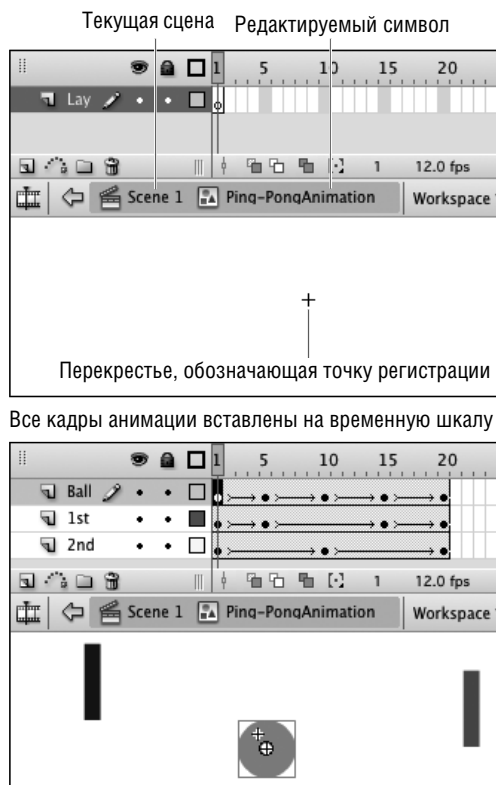 Текущая сцена Редактируемый символ
1 5 10 15 20
Lay
1 12.0 fps
Scene 1 Ping-PongAnimation Workspace
Перекрестье, обозначающая точку регистрации
Все кадры анимации вставлены на временную шкалу
1 5 10 15 20
Ball
1st
2nd
1 12.0 fps
Scene 1 Ping-PongAnimation Workspace